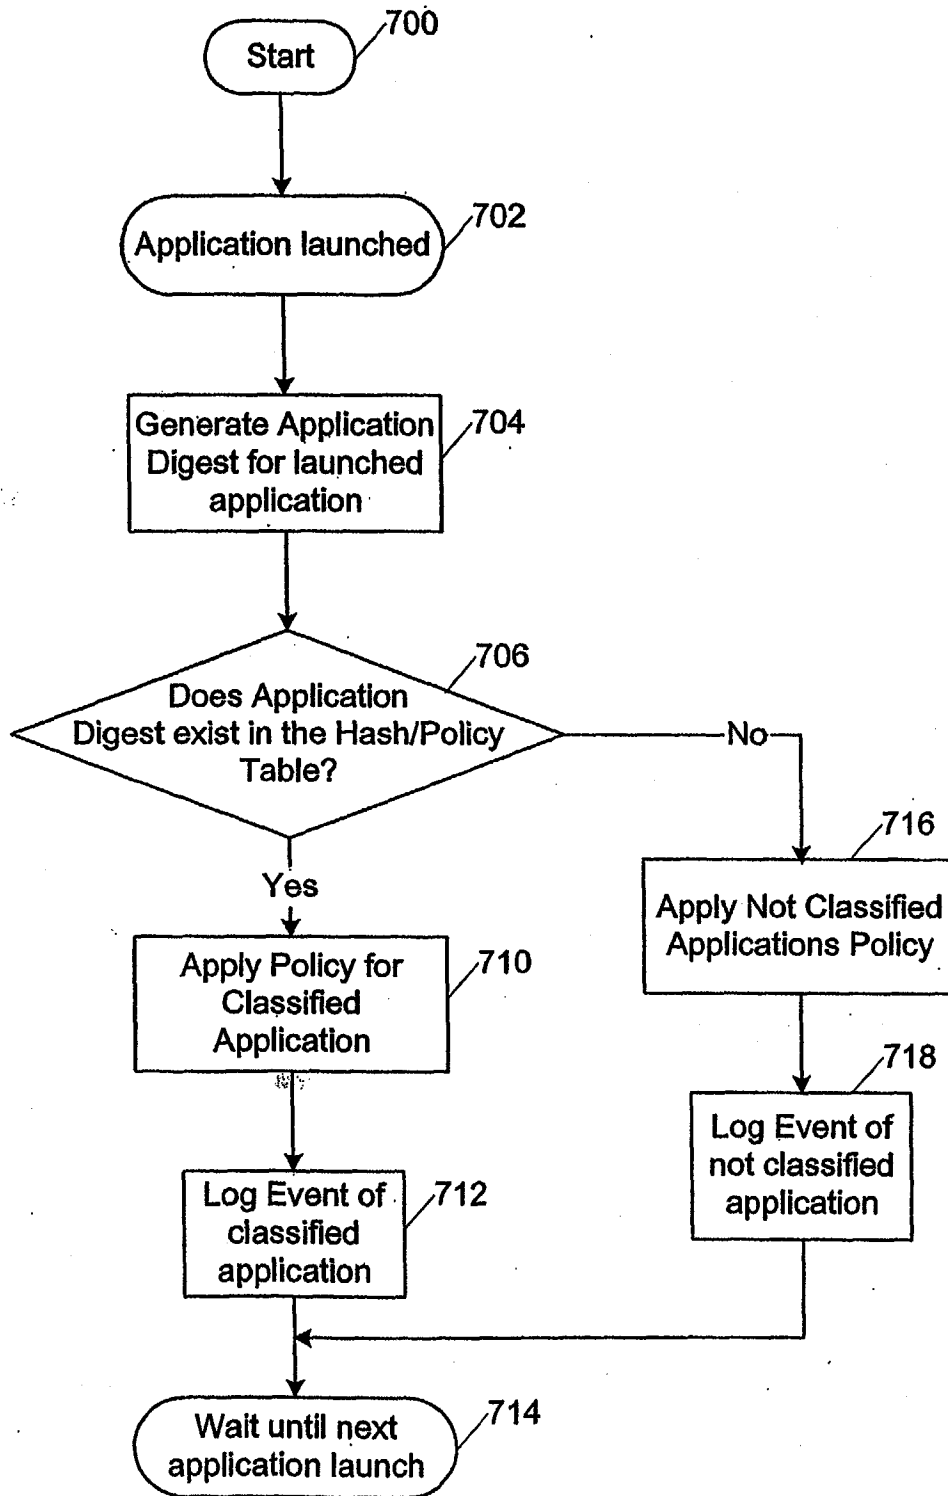 700
Start
702
Application launched
704
Generate Application
Digest for launched
application
706
Does Application
Digest exist in the Hash/Policy
Table?
No
Yes
716
Apply Not Classified
Applications Policy
710
Apply Policy for
Classified
Application
718
Log Event of
not classified
application
712
Log Event of
classified
application
714
Wait until next
application launch